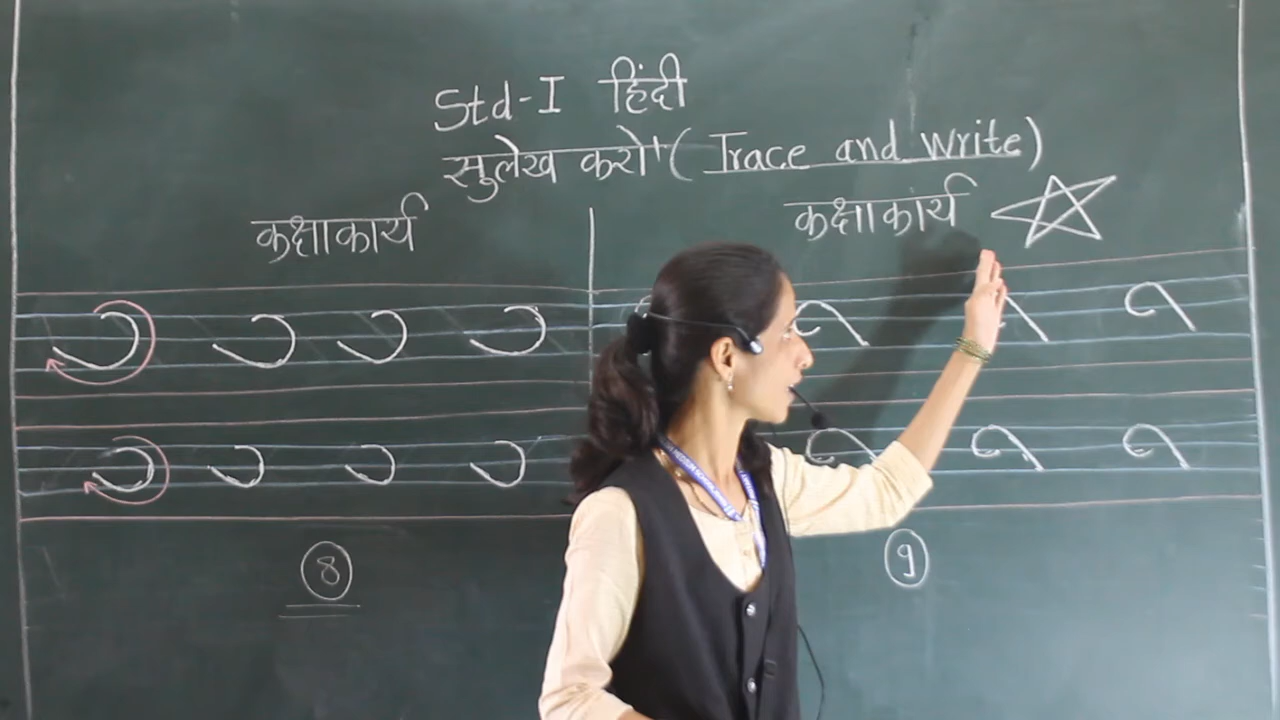 Std-I हिंदी
सुलेख करो (Trace and Write)
कक्षाकार्य
कक्षाकार्य
8
9